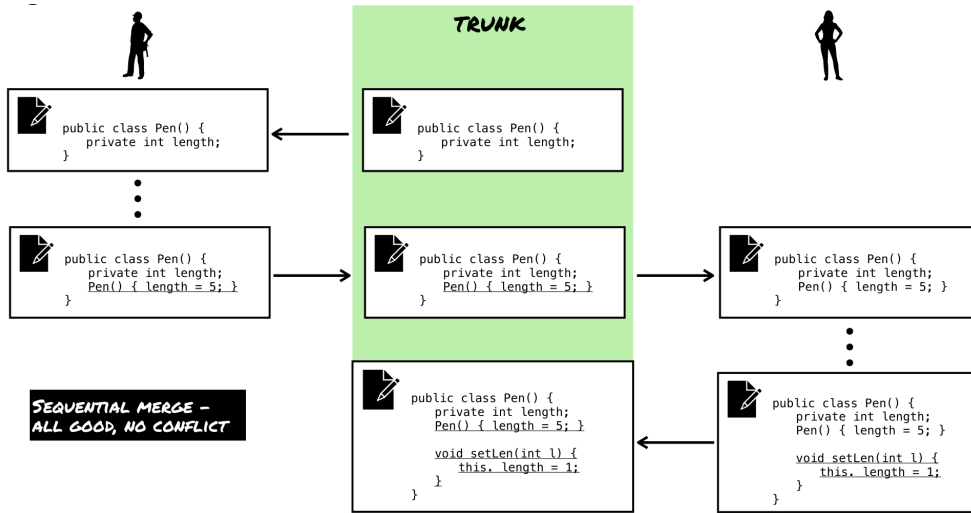 TRUNK
public class Pen() {
private int length;
}
public class Pen() {
private int length;
}
public class Pen() {
private int length;
Pen() { length = 5; }
}
public class Pen() {
private int length;
Pen() { length = 5; }
}
public class Pen() {
private int length;
Pen() { length = 5; }
}
SEQUENTIAL MERGE –
ALL GOOD, NO CONFLICT
public class Pen() {
private int length;
Pen() { length = 5; }
void setLen(int l) {
this. length = 1;
}
}
public class Pen() {
private int length;
Pen() { length = 5; }
void setLen(int l) {
this. length = 1;
}
}